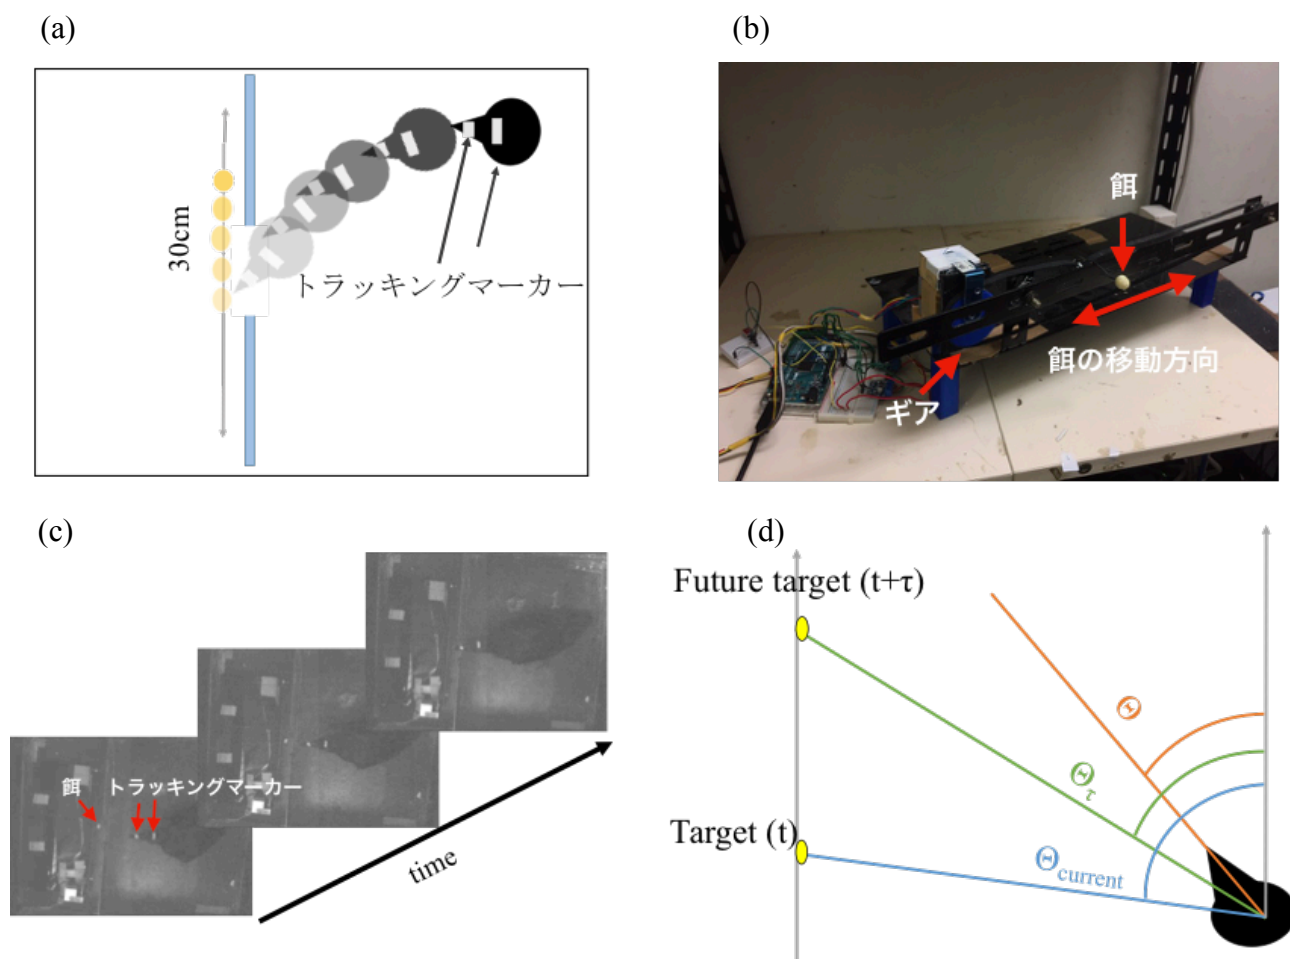 (a)
30cm
トラッキングマーカー
(b)
餌
餌の移動方向
ギア
(c)
餌
トラッキングマーカー
time
(d)
Future target (t+τ)
Θ
Θτ
Target (t)
Θcurrent